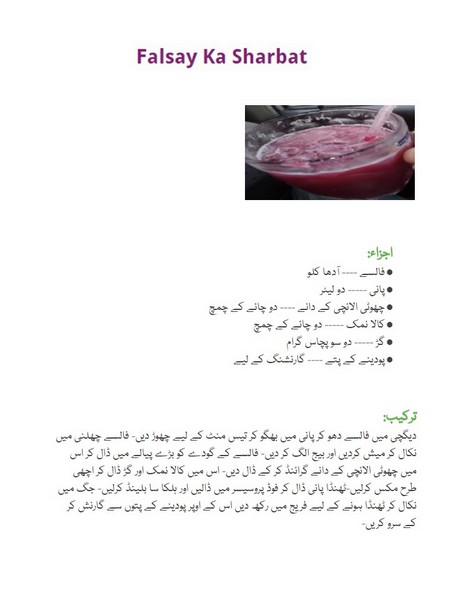 Falsay Ka Sharbat
اجزاء:
● فالسے ---- آدھا کلو
● پانی ----- دو لیٹر
● چھوٹی الائچی کے دانے ---- دو چائے کے چمچ
● کالا نمک ----- دو چائے کے چمچ
● گڑ ----- دو سو پچاس گرام
● پودینے کے پتے ---- گارنشنگ کے لیے
ترکیب:
دیگچی میں فالسے دھو کر پانی میں بھگو کر تیس منٹ کے لیے چھوڑ دیں- فالسے چھلنی میں
نکال کر میش کردیں اور بیج الگ کر دیں- فالسے کے گودے کو بڑے پیالے میں ڈال کر اس
میں چھوٹی الائچی کے دانے گرائنڈ کر کے ڈال دیں- اس میں کالا نمک اور گڑ ڈال کر اچھی
طرح مکس کرلیں-ٹھنڈا پانی ڈال کر فوڈ پروسیسر میں ڈالیں اور ہلکا سا بلینڈ کرلیں- جگ میں
نکال کر ٹھنڈا ہونے کے لیے فریج میں رکھ دیں اس کے اوپر پودینے کے پتوں سے گارنش کر
کے سرو کریں-